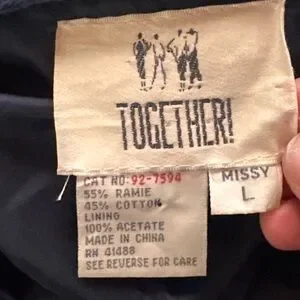 TOGETHER!
MISSY
L
CAT NO: 92-7594
55% RAMIE
45% COTTON
LINING
100% ACETATE
MADE IN CHINA
RN 41488
SEE REVERSE FOR CARE